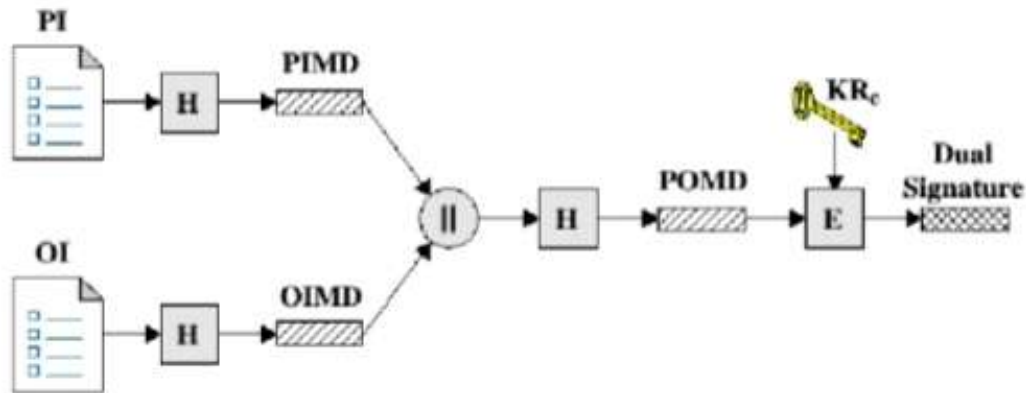 PI
H
PIMD
KRc
Dual
Signature
POMD
||
H
E
OI
OIMD
H